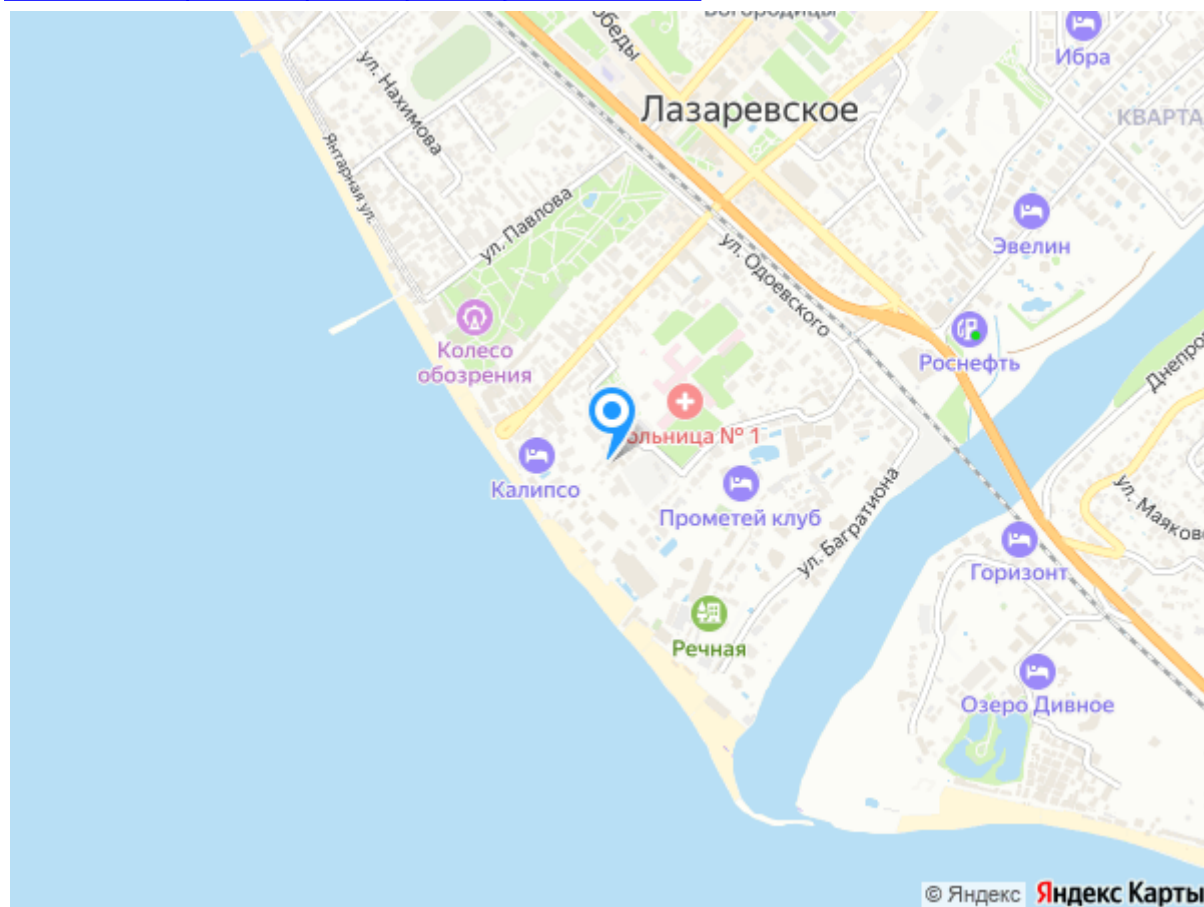 Богородицы
обеды
Ибра
ул. Нахимова
Лазаревское
КВАРТА
Янтарная ул.
ул. Павлова
Эвелин
ул. Одоевского
Колесо
обозрения
Роснефть
Днепро
ольница № 1
Калипсо
Прометей клуб
ул. Маяков
ул. Багратиона
Горизонт
Речная
Озеро Дивное
© Яндекс Яндекс Карты